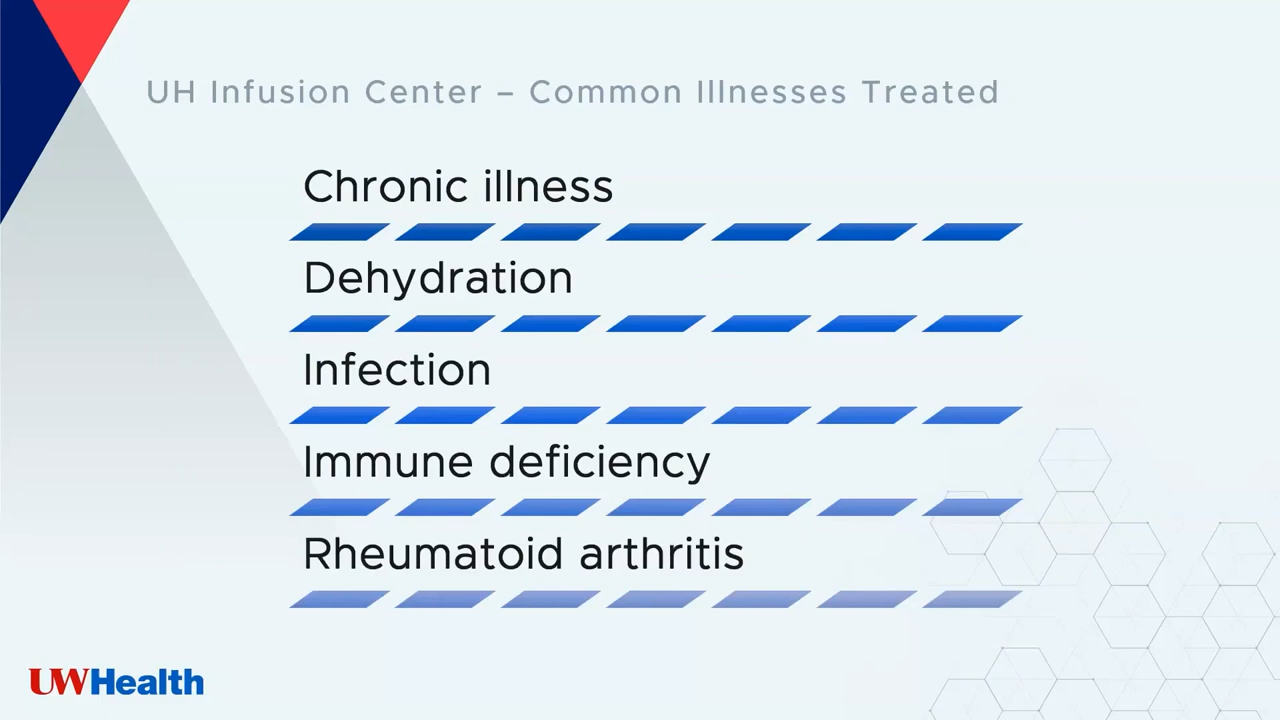 UH Infusion Center – Common Illnesses Treated
Chronic illness
Dehydration
Infection
Immune deficiency
Rheumatoid arthritis
UWHealth